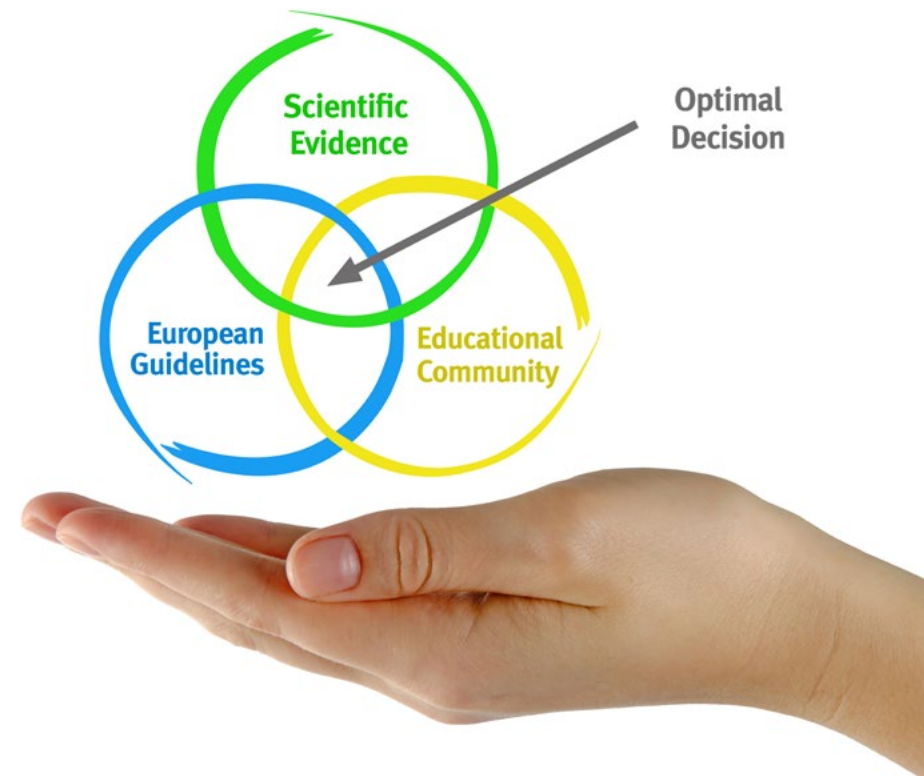 Scientific
Evidence
Optimal
Decision
European
Guidelines
Educational
Community